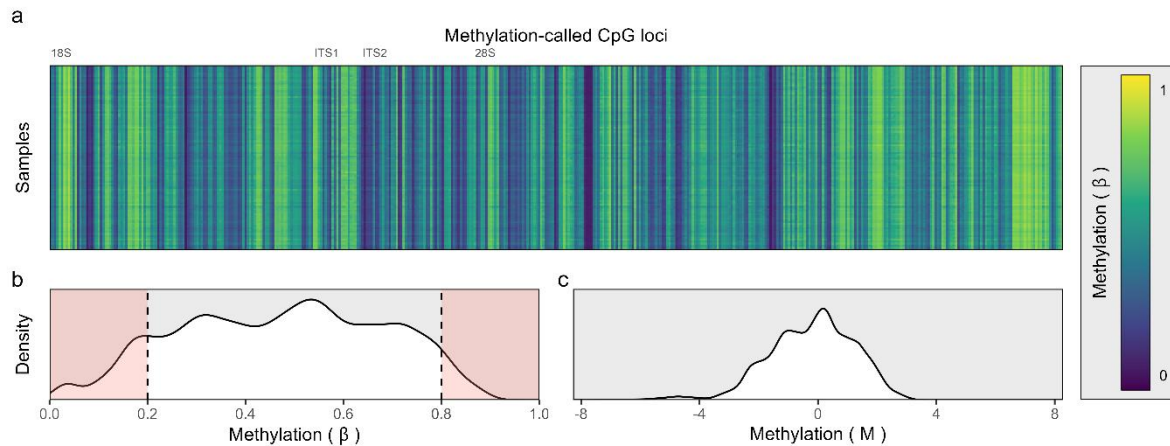 a
Methylation-called CpG loci
18S ITS1 ITS2 28S
Samples
1
Methylation ( β )
0
b
Density
0.0 0.2 0.4 0.6 0.8 1.0
Methylation ( β )
c
-8 -4 0 4 8
Methylation ( M )